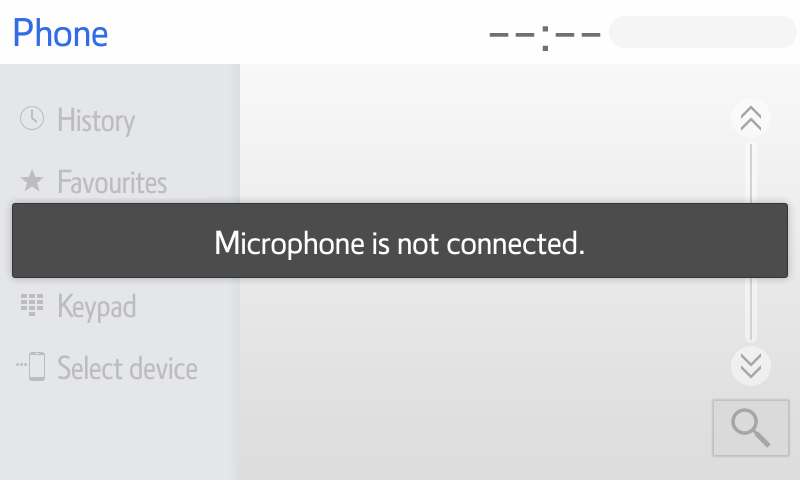 Phone
--:--
History
Favourites
Microphone is not connected.
Keypad
Select device